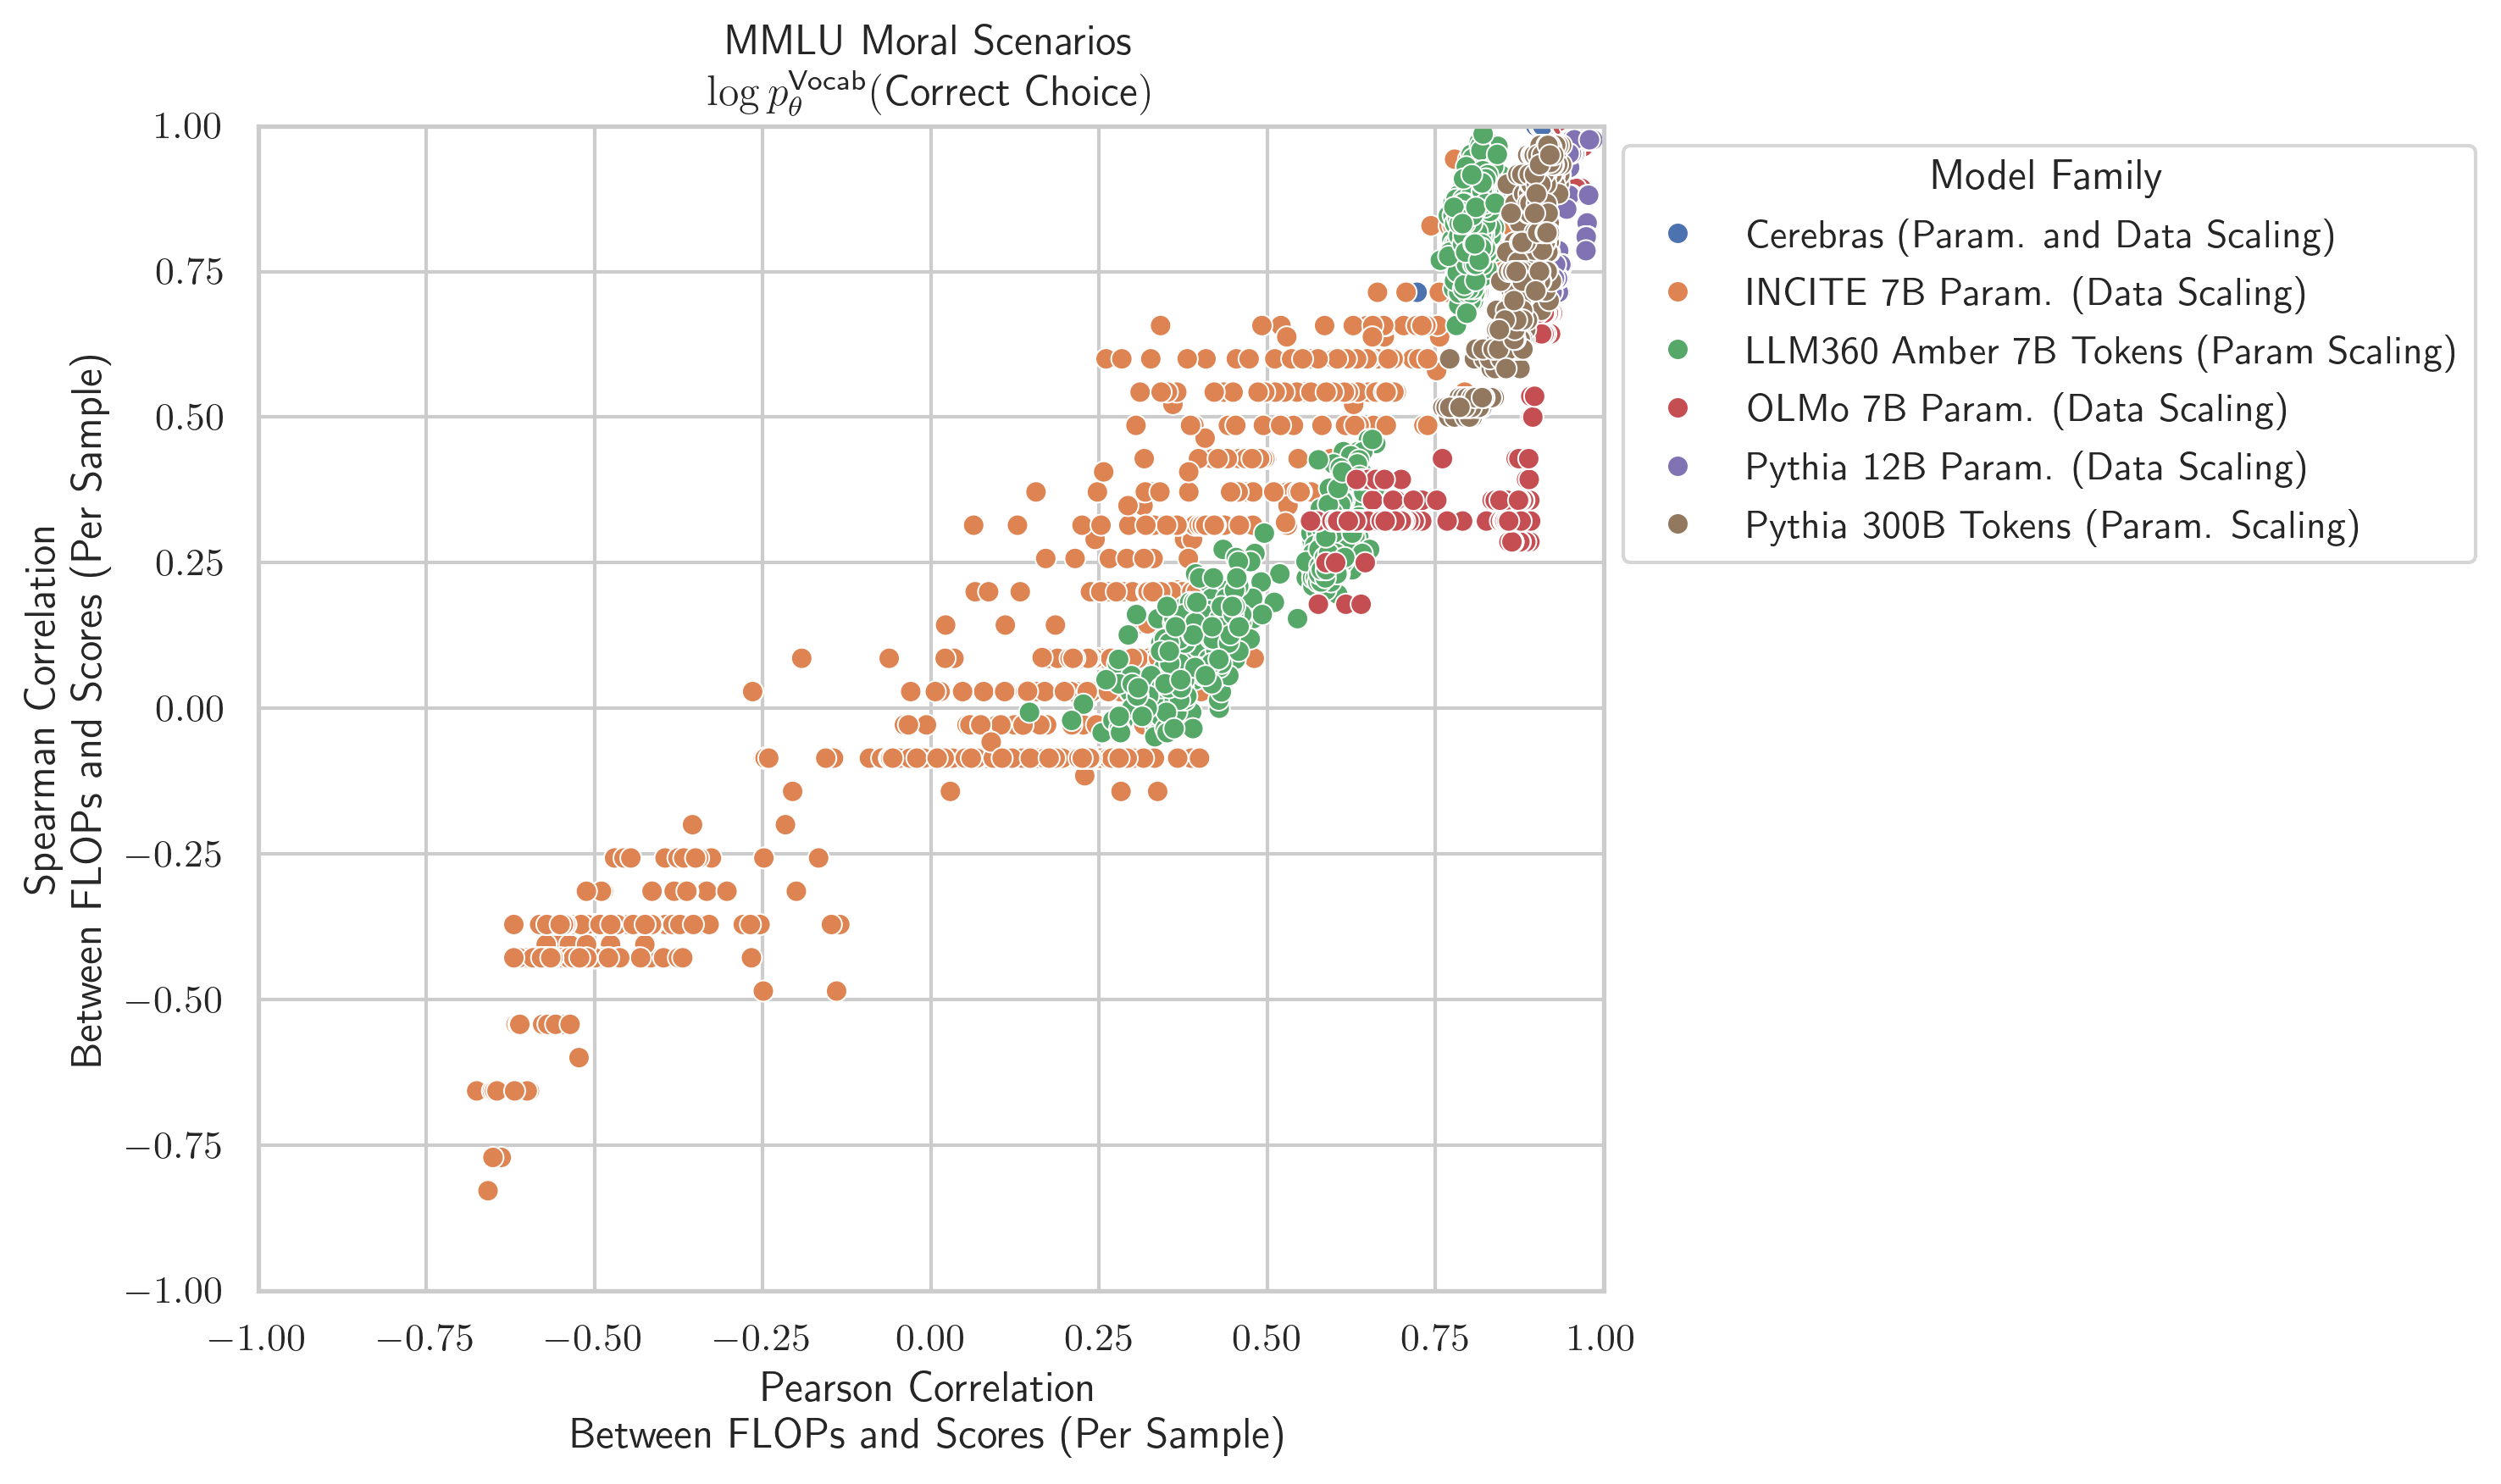 MMLU Moral Scenarios
log p_θ^Vocab(Correct Choice)
1.00
0.75
0.50
0.25
0.00
−0.25
−0.50
−0.75
−1.00
Spearman Correlation
Between FLOPs and Scores (Per Sample)
−1.00
−0.75
−0.50
−0.25
0.00
0.25
0.50
0.75
1.00
Pearson Correlation
Between FLOPs and Scores (Per Sample)
Model Family
Cerebras (Param. and Data Scaling)
INCITE 7B Param. (Data Scaling)
LLM360 Amber 7B Tokens (Param Scaling)
OLMo 7B Param. (Data Scaling)
Pythia 12B Param. (Data Scaling)
Pythia 300B Tokens (Param. Scaling)